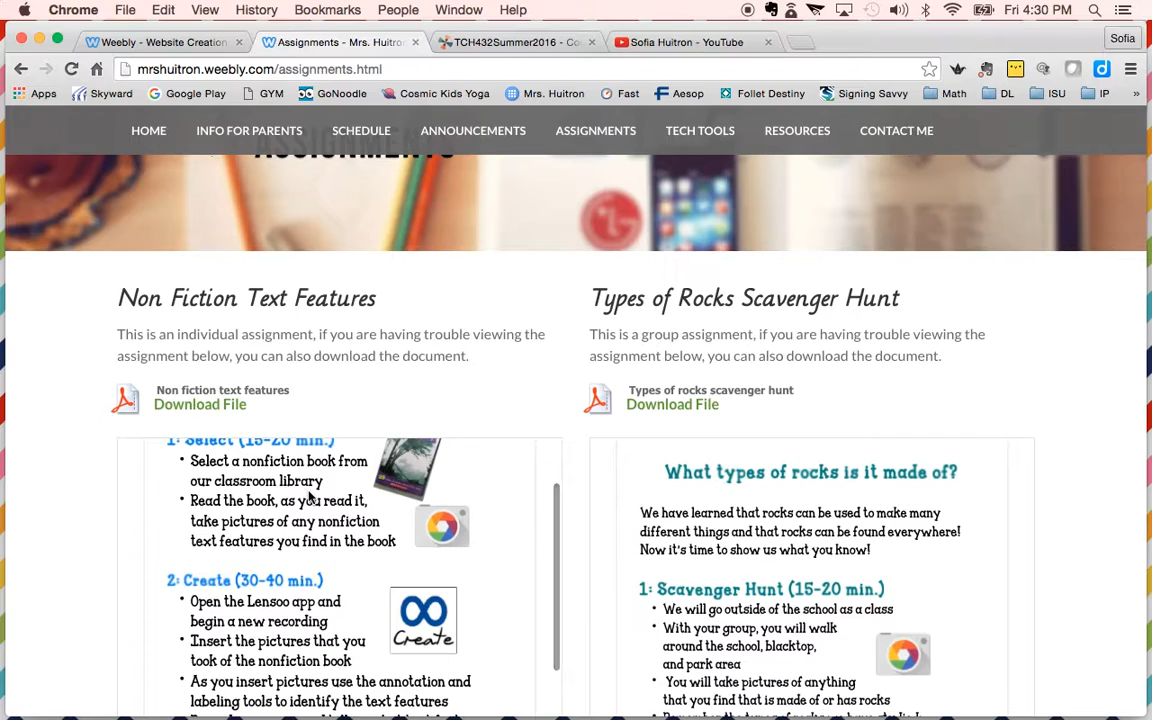 Chrome File Edit View History Bookmarks People Window Help Fri 4:30 PM
Weebly - Website Creation
Assignments - Mrs. Huitron
TCH432Summer2016 - Co
Sofia Huitron - YouTube
Sofia
mrshuitron.weebly.com/assignments.html
Apps Skyward Google Play GYM GoNoodle Cosmic Kids Yoga Mrs. Huitron Fast Aesop Follet Destiny Signing Savvy Math DL ISU IP »
HOME INFO FOR PARENTS SCHEDULE ANNOUNCEMENTS ASSIGNMENTS TECH TOOLS RESOURCES CONTACT ME
ASSIGNMENTS
Non Fiction Text Features
This is an individual assignment, if you are having trouble viewing the
assignment below, you can also download the document.
Non fiction text features
Download File
1: Select (15-20 min.)
• Select a nonfiction book from
our classroom library
• Read the book, as you read it,
take pictures of any nonfiction
text features you find in the book
2: Create (30-40 min.)
• Open the Lensoo app and
begin a new recording
• Insert the pictures that you
took of the nonfiction book
• As you insert pictures use the annotation and
labeling tools to identify the text features
Create
Types of Rocks Scavenger Hunt
This is a group assignment, if you are having trouble viewing the
assignment below, you can also download the document.
Types of rocks scavenger hunt
Download File
What types of rocks is it made of?
We have learned that rocks can be used to make many
different things and that rocks can be found everywhere!
Now it's time to show us what you know!
1: Scavenger Hunt (15-20 min.)
• We will go outside of the school as a class
• With your group, you will walk
around the school, blacktop,
and park area
• You will take pictures of anything
that you find that is made of or has rocks